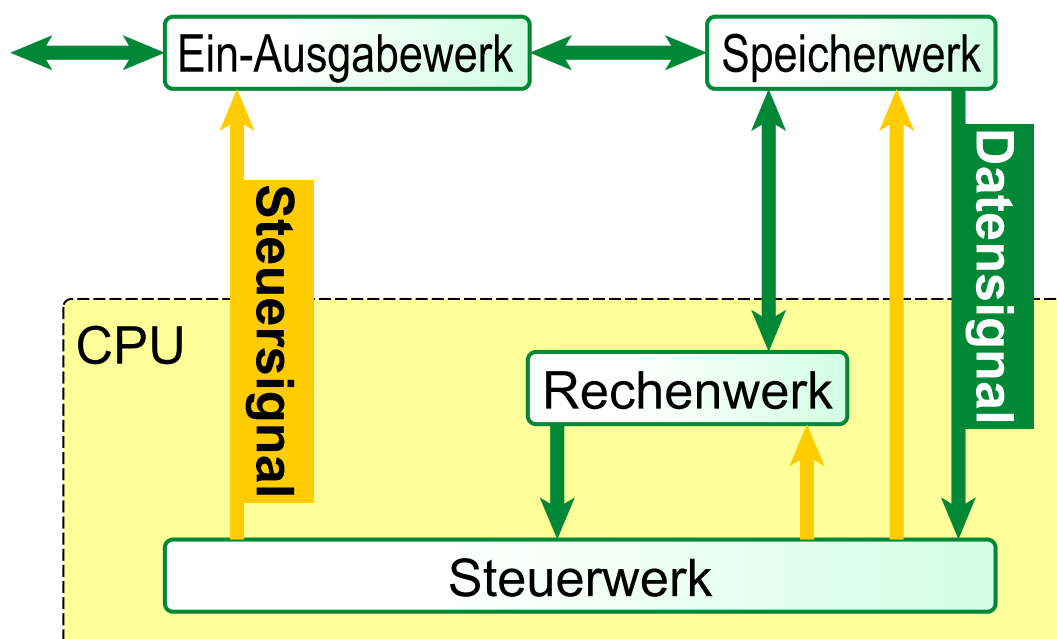 Ein-Ausgabewerk
Speicherwerk
Steuersignal
Datensignal
CPU
Rechenwerk
Steuerwerk